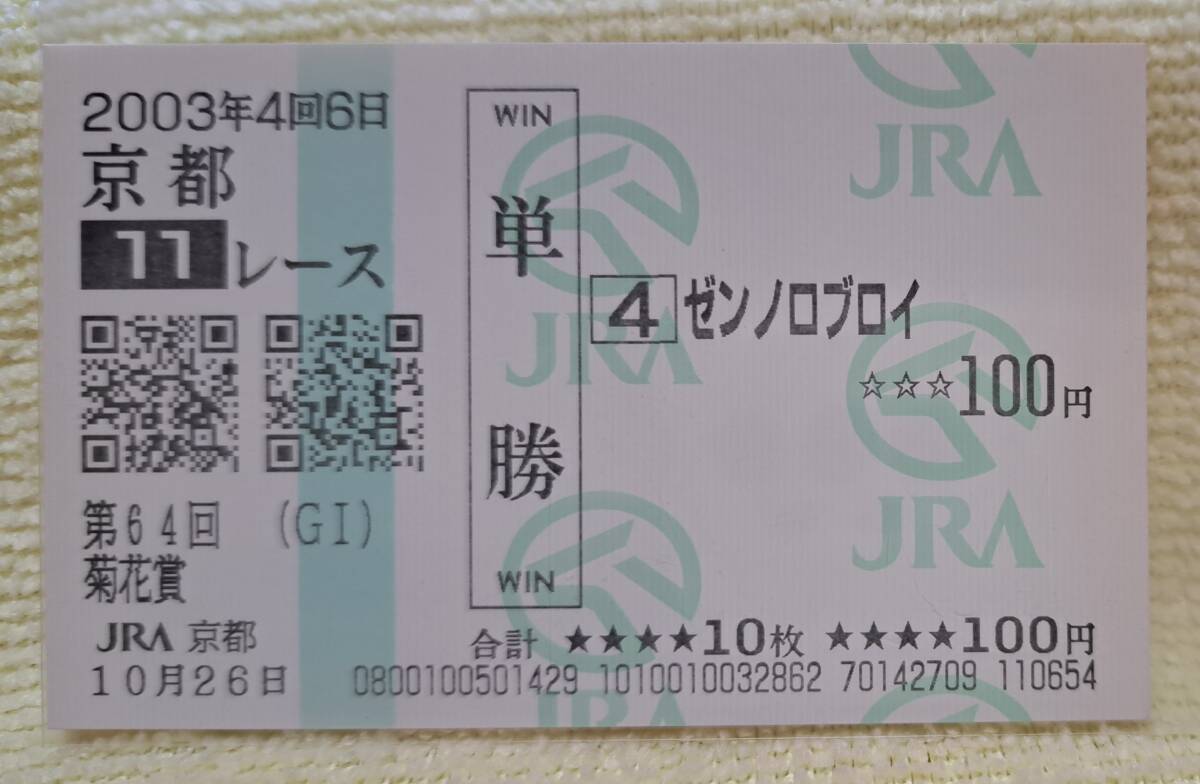 2003年4回6日
京都
11レース
第64回 (GI)
菊花賞
JRA 京都
10月26日
WIN
単勝
WIN
4 ゼンノロブロイ
☆☆☆100円
合計 ★★★★10枚 ★★★★100円
0800100501429 1010010032862 70142709 110654
JRA
JRA
JRA
JRA